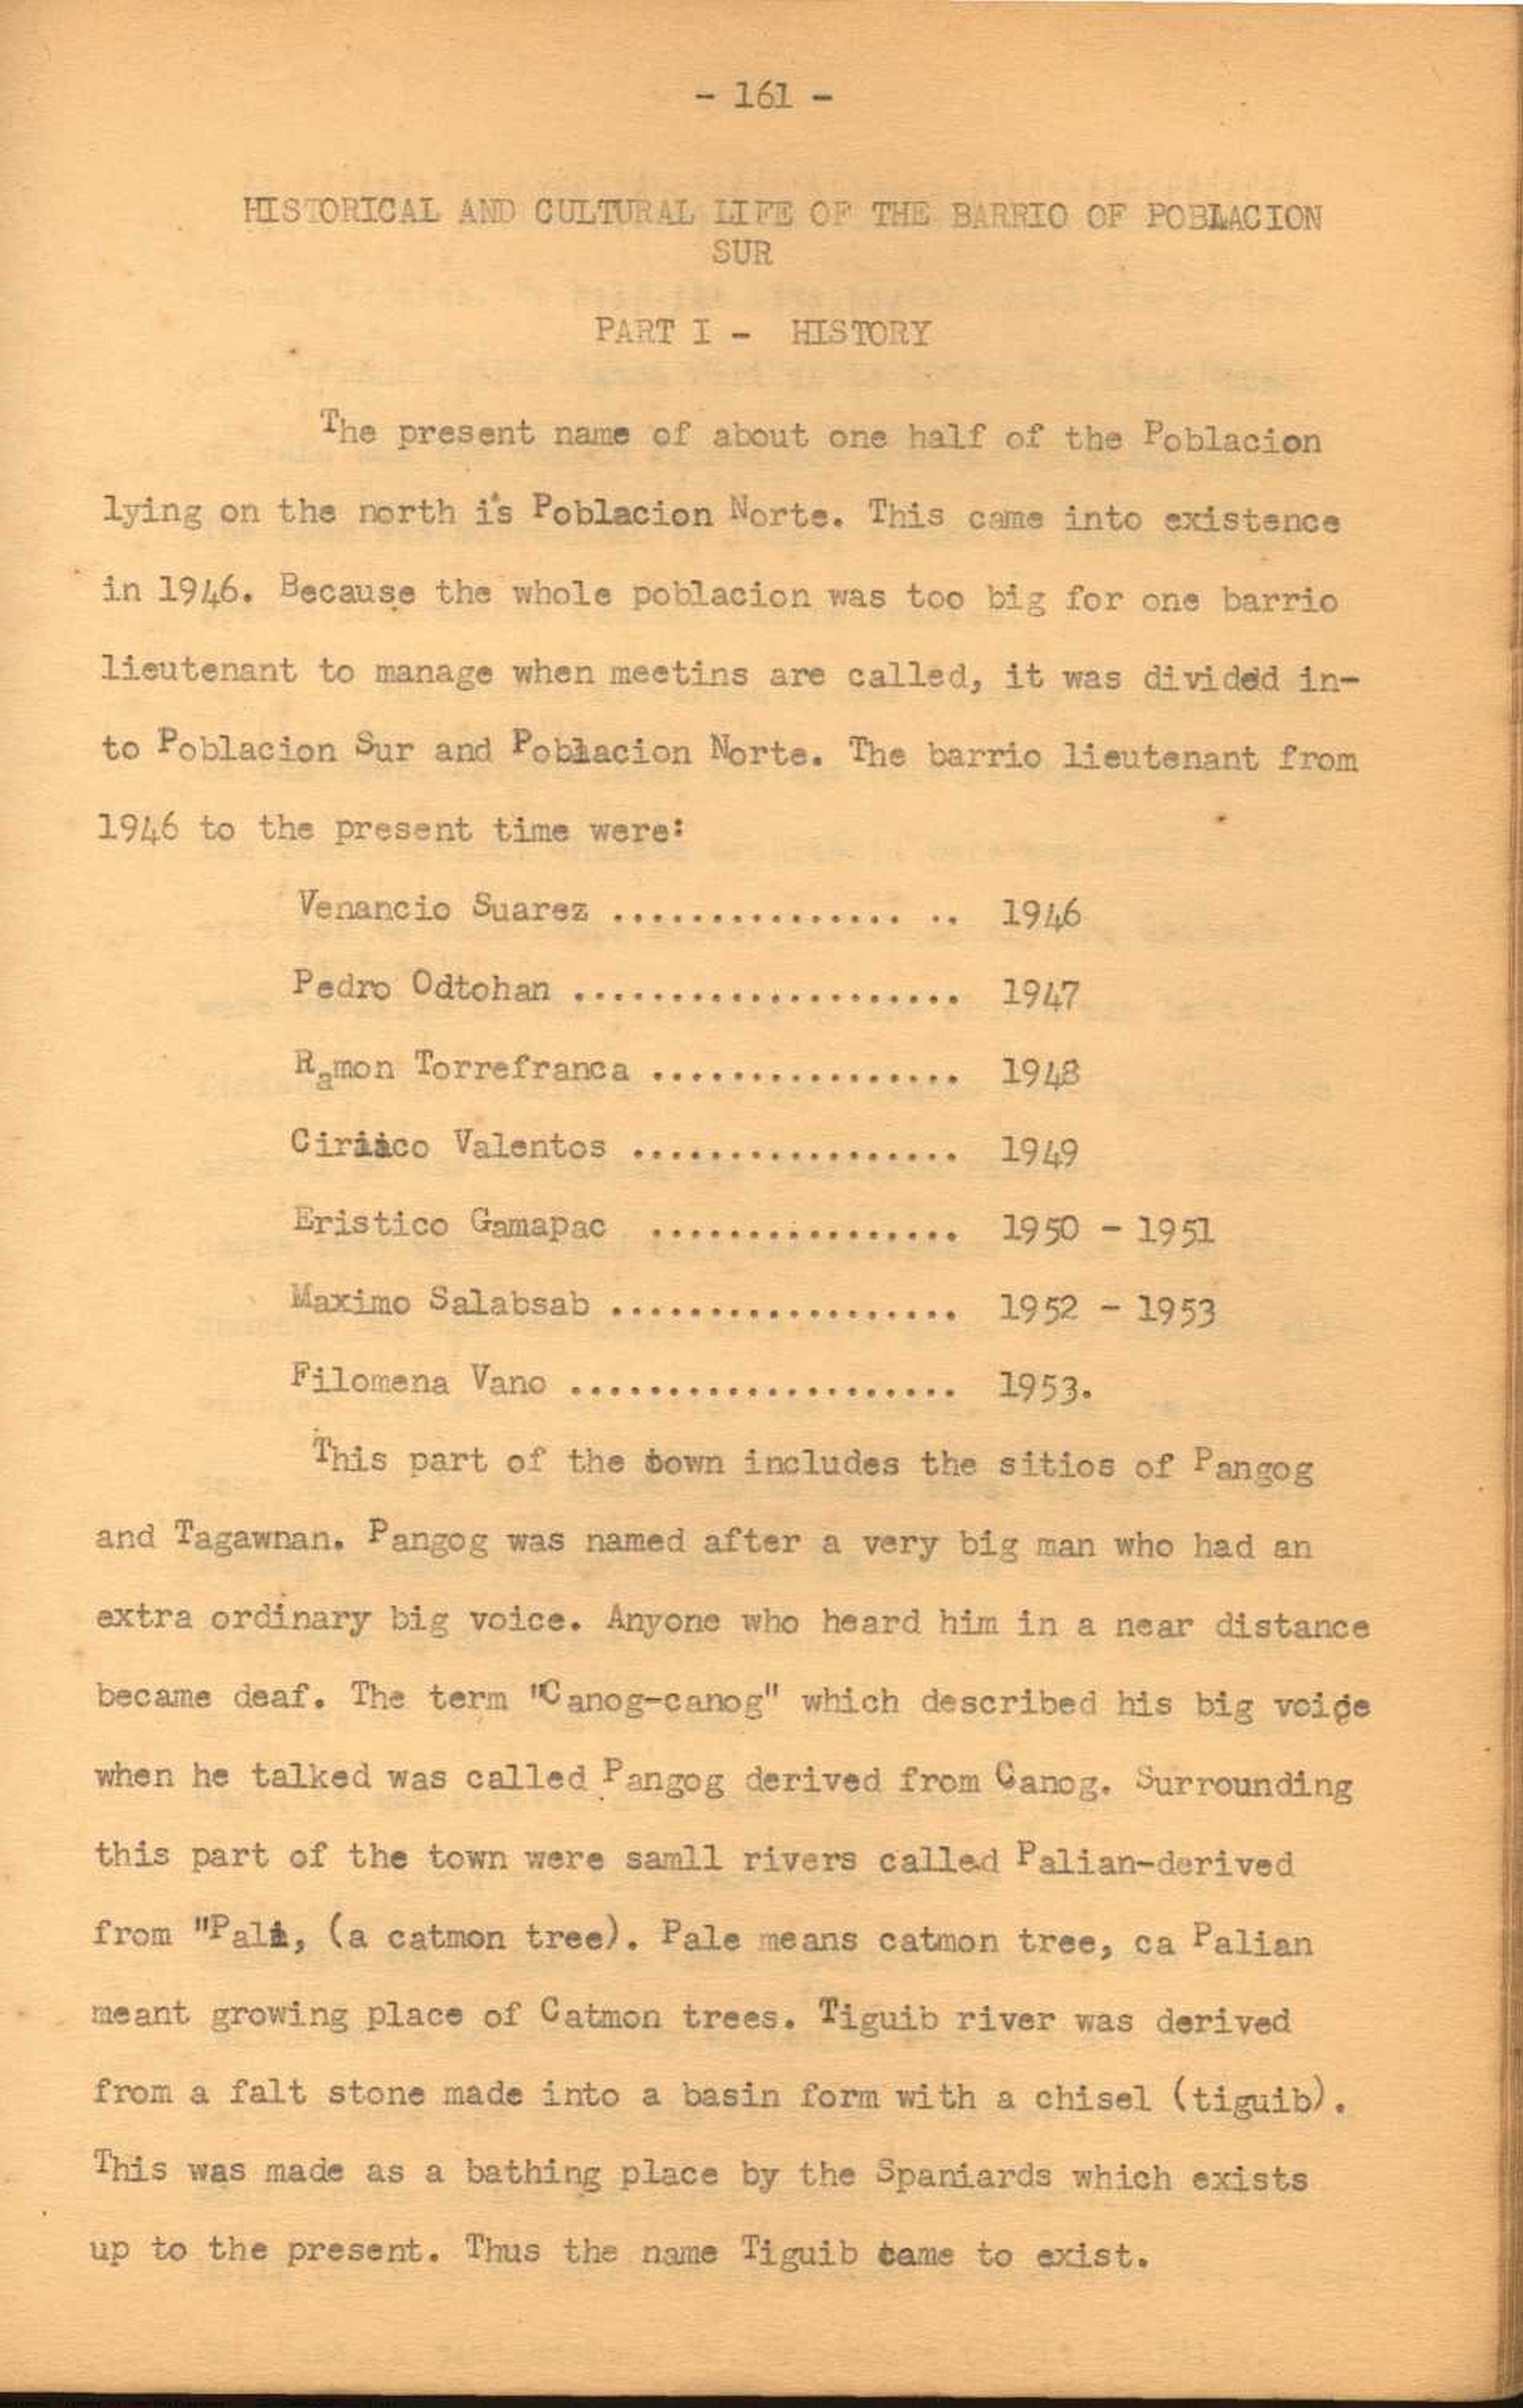 - 161 -
HISTORICAL AND CULTURAL LIFE OF THE BARRIO OF POBLACION
SUR
PART I - HISTORY
The present name of about one half of the Poblacion
lying on the north is Poblacion Norte. This came into existence
in 1946. Because the whole poblacion was too big for one barrio
lieutenant to manage when meetins are called, it was divided in-
to Poblacion Sur and Poblacion Norte. The barrio lieutenant from
1946 to the present time were:
Venancio Suarez ............... .. 1946
Pedro Odtohan .................... 1947
Ramon Torrefranca ................ 1948
Ciriaco Valentos ................. 1949
Eristico Gamapac ................ 1950 - 1951
Maximo Salabsab .................. 1952 - 1953
Filomena Vano .................... 1953.
This part of the town includes the sitios of Pangog
and Tagawnan. Pangog was named after a very big man who had an
extra ordinary big voice. Anyone who heard him in a near distance
became deaf. The term "Canog-canog" which described his big voice
when he talked was called Pangog derived from Canog. Surrounding
this part of the town were samll rivers called Palian-derived
from "Pali, (a catmon tree). Pale means catmon tree, ca Palian
meant growing place of Catmon trees. Tiguib river was derived
from a falt stone made into a basin form with a chisel (tiguib).
This was made as a bathing place by the Spaniards which exists
up to the present. Thus the name Tiguib came to exist.